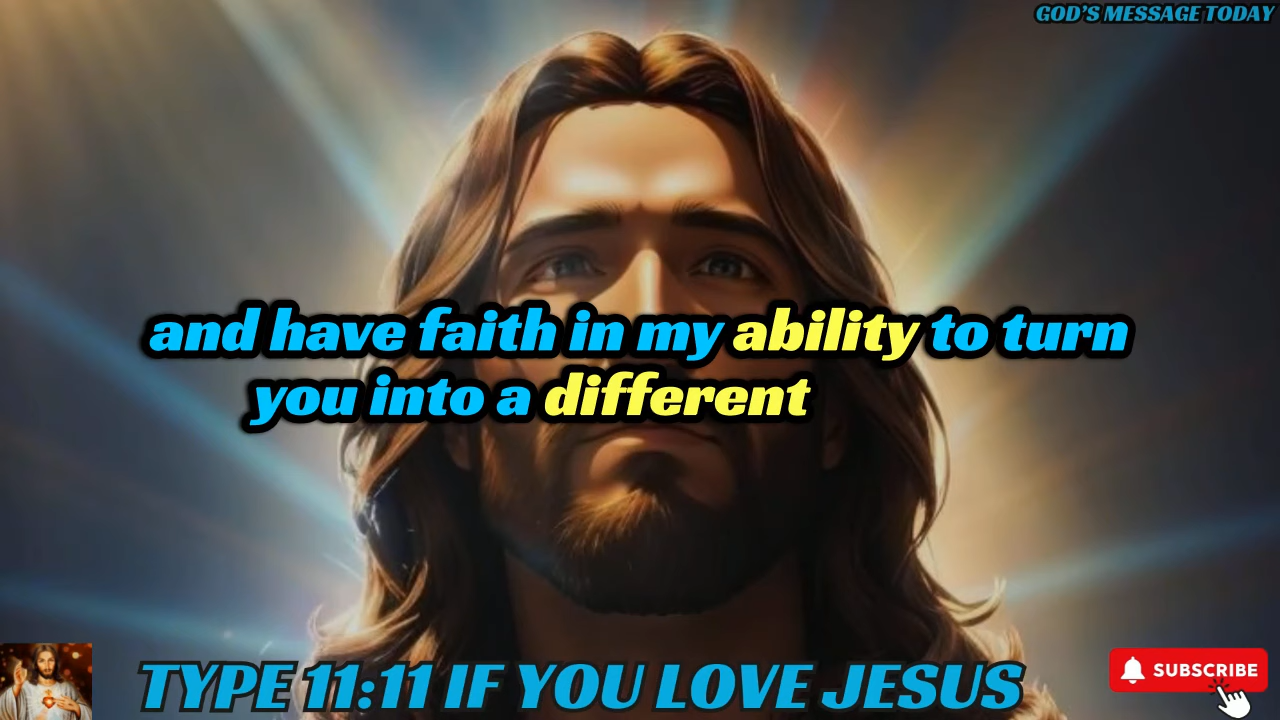 GOD'S MESSAGE TODAY
and have faith in my ability to turn
you into a different
TYPE 11:11 IF YOU LOVE JESUS
SUBSCRIBE